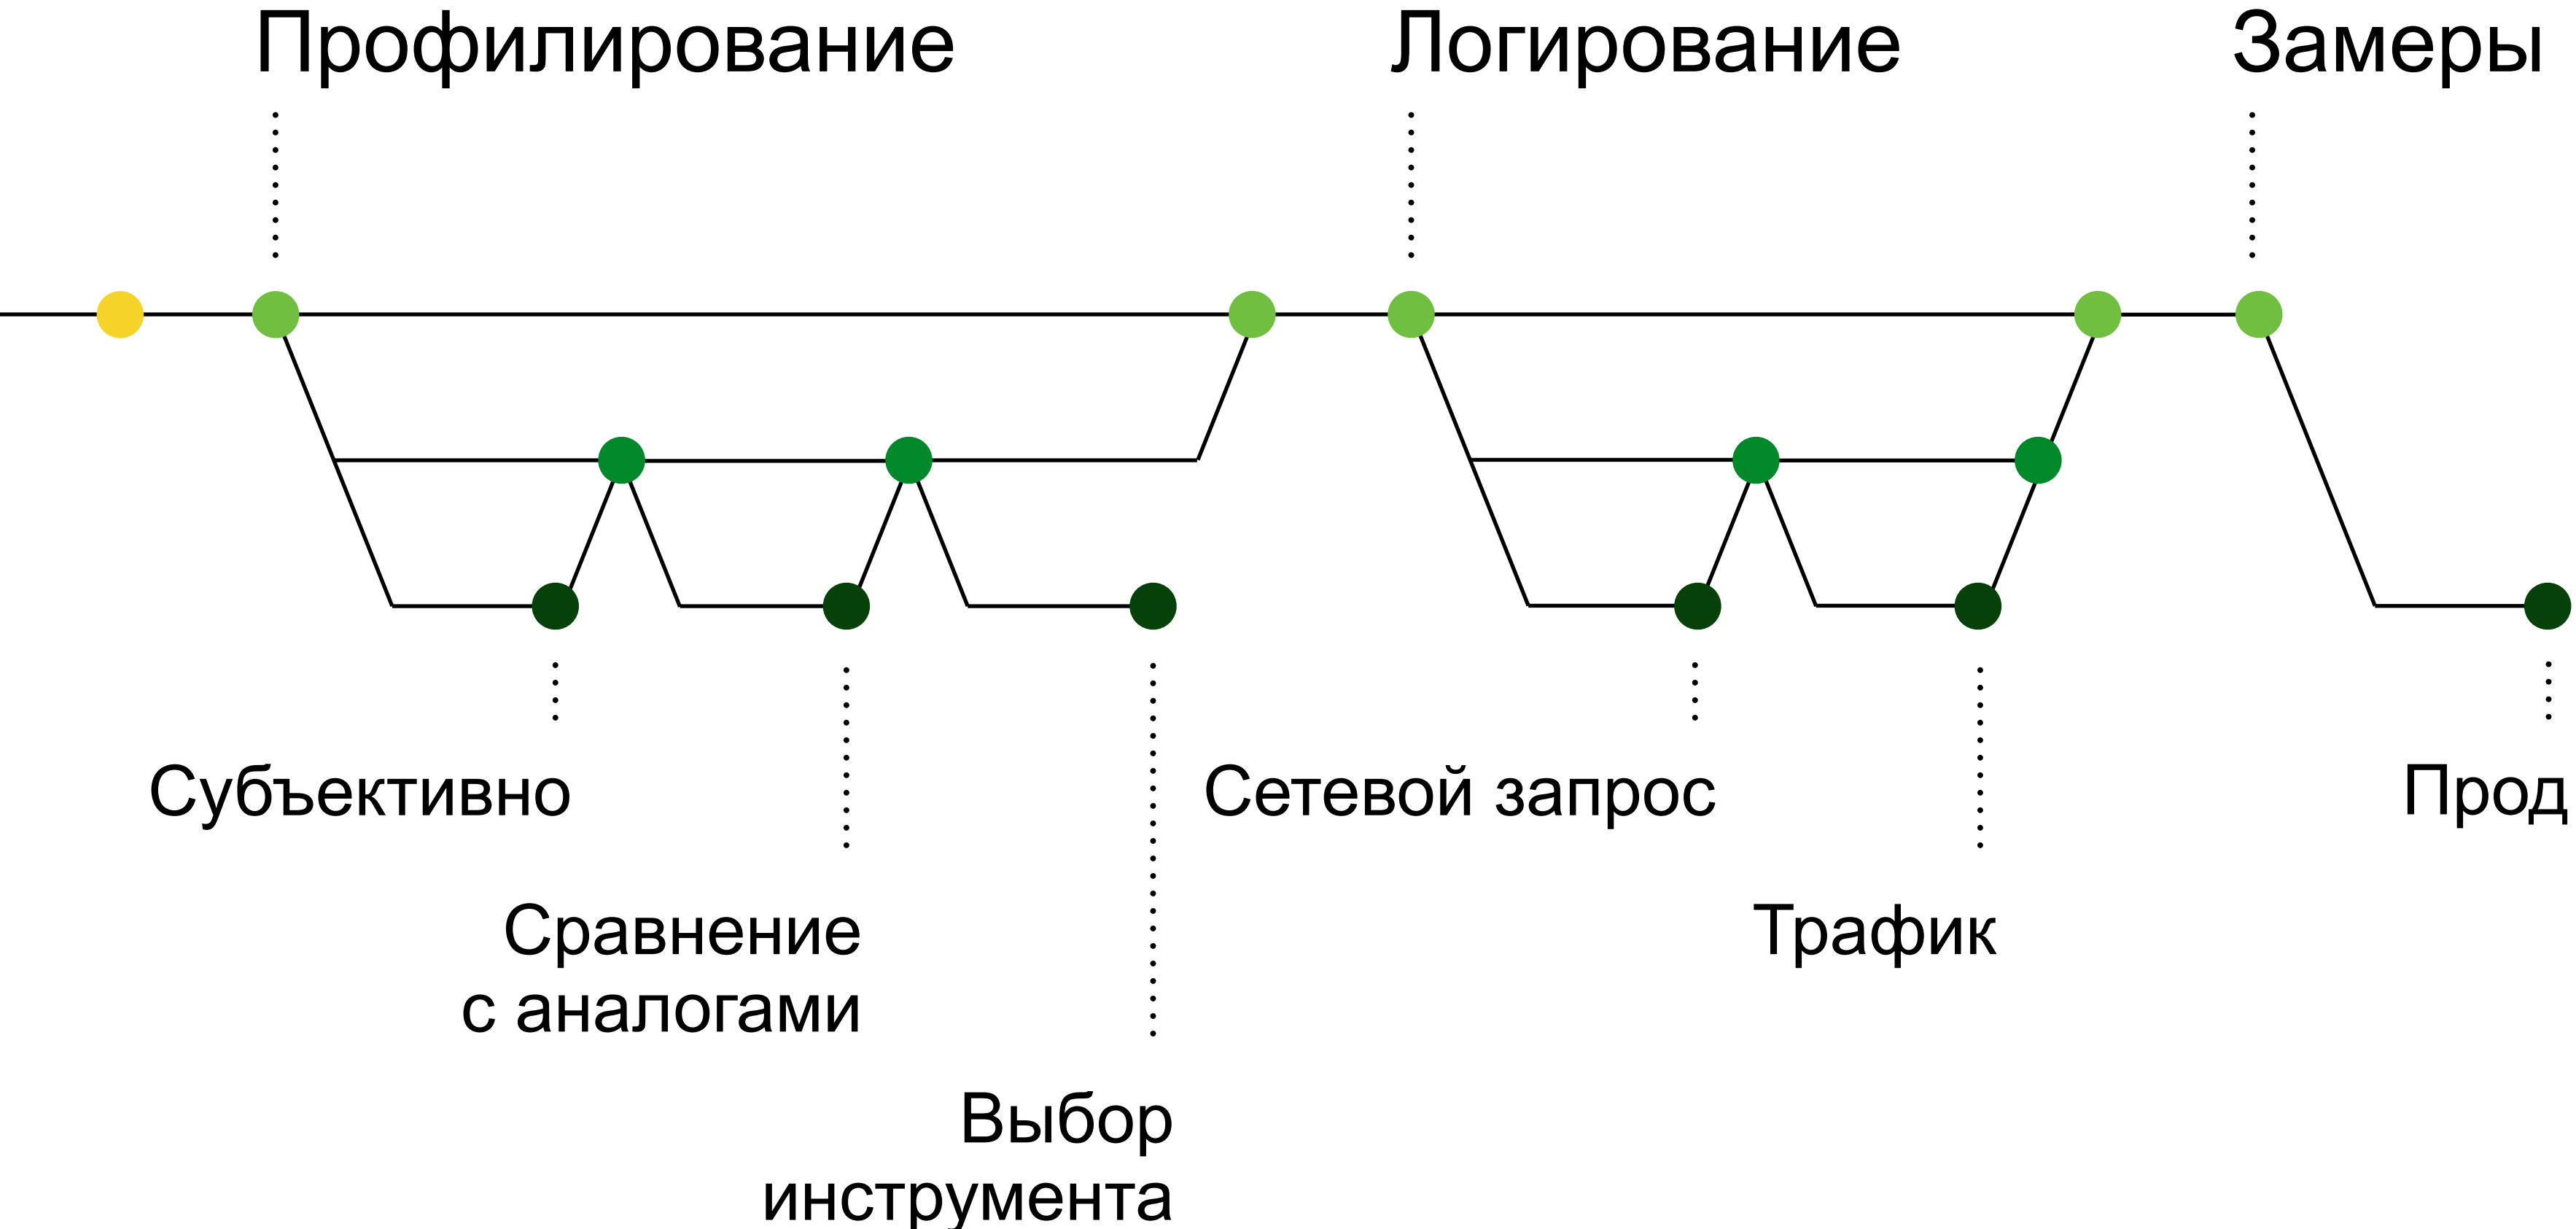 Профилирование
Логирование
Замеры
Субъективно
Сетевой запрос
Прод
Сравнение
с аналогами
Трафик
Выбор
инструмента